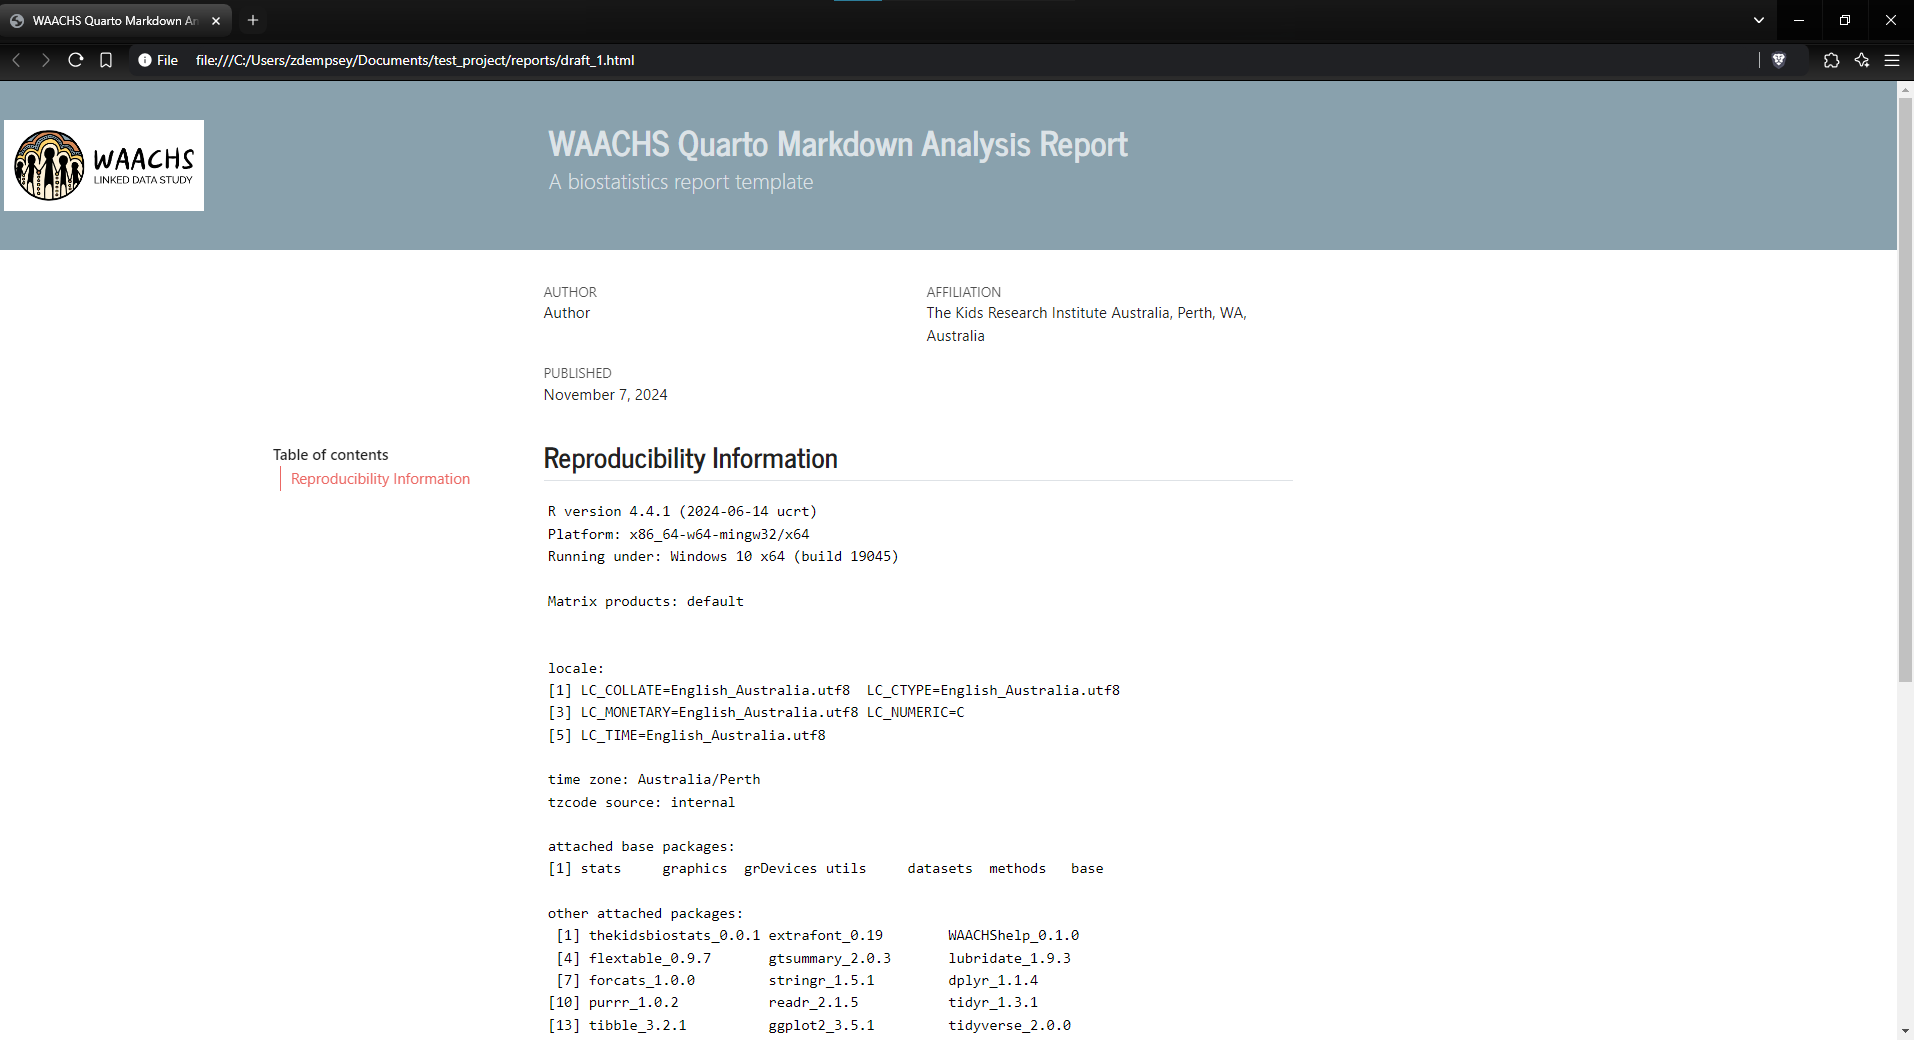 WAACHS Quarto Markdown An
File file:///C:/Users/zdempsey/Documents/test_project/reports/draft_1.html
WAACHS
LINKED DATA STUDY
WAACHS Quarto Markdown Analysis Report
A biostatistics report template
AUTHOR
Author
AFFILIATION
The Kids Research Institute Australia, Perth, WA,
Australia
PUBLISHED
November 7, 2024
Table of contents
Reproducibility Information
Reproducibility Information
R version 4.4.1 (2024-06-14 ucrt)
Platform: x86_64-w64-mingw32/x64
Running under: Windows 10 x64 (build 19045)
Matrix products: default
locale:
[1] LC_COLLATE=English_Australia.utf8  LC_CTYPE=English_Australia.utf8
[3] LC_MONETARY=English_Australia.utf8 LC_NUMERIC=C
[5] LC_TIME=English_Australia.utf8
time zone: Australia/Perth
tzcode source: internal
attached base packages:
[1] stats     graphics  grDevices utils     datasets  methods   base
other attached packages:
 [1] thekidsbiostats_0.0.1 extrafont_0.19        WAACHShelp_0.1.0
 [4] flextable_0.9.7       gtsummary_2.0.3       lubridate_1.9.3
 [7] forcats_1.0.0         stringr_1.5.1         dplyr_1.1.4
[10] purrr_1.0.2           readr_2.1.5           tidyr_1.3.1
[13] tibble_3.2.1          ggplot2_3.5.1         tidyverse_2.0.0